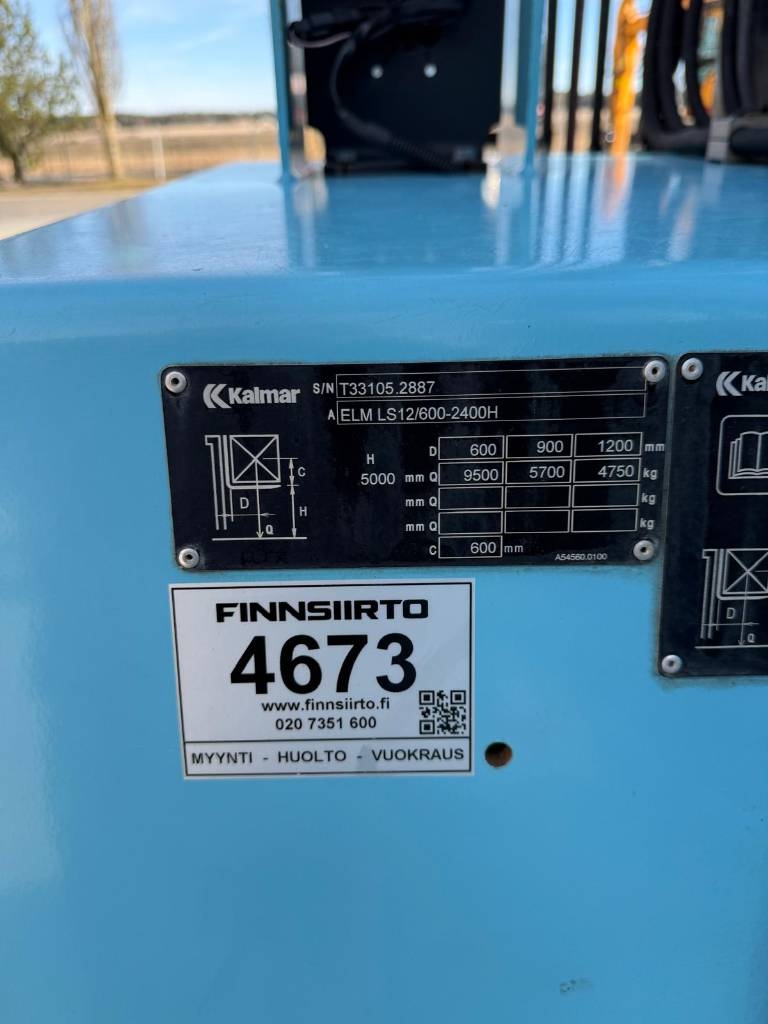 Kalmar S/N T33105.2887
A ELM LS12/600-2400H
H D 600 900 1200 mm
5000 mm Q 9500 5700 4750 kg
mm Q kg
mm Q kg
C 600 mm A54560.0100
C
D
H
Q
Ka
D
Q
FINNSIIRTO
4673
www.finnsiirto.fi
020 7351 600
MYYNTI - HUOLTO - VUOKRAUS